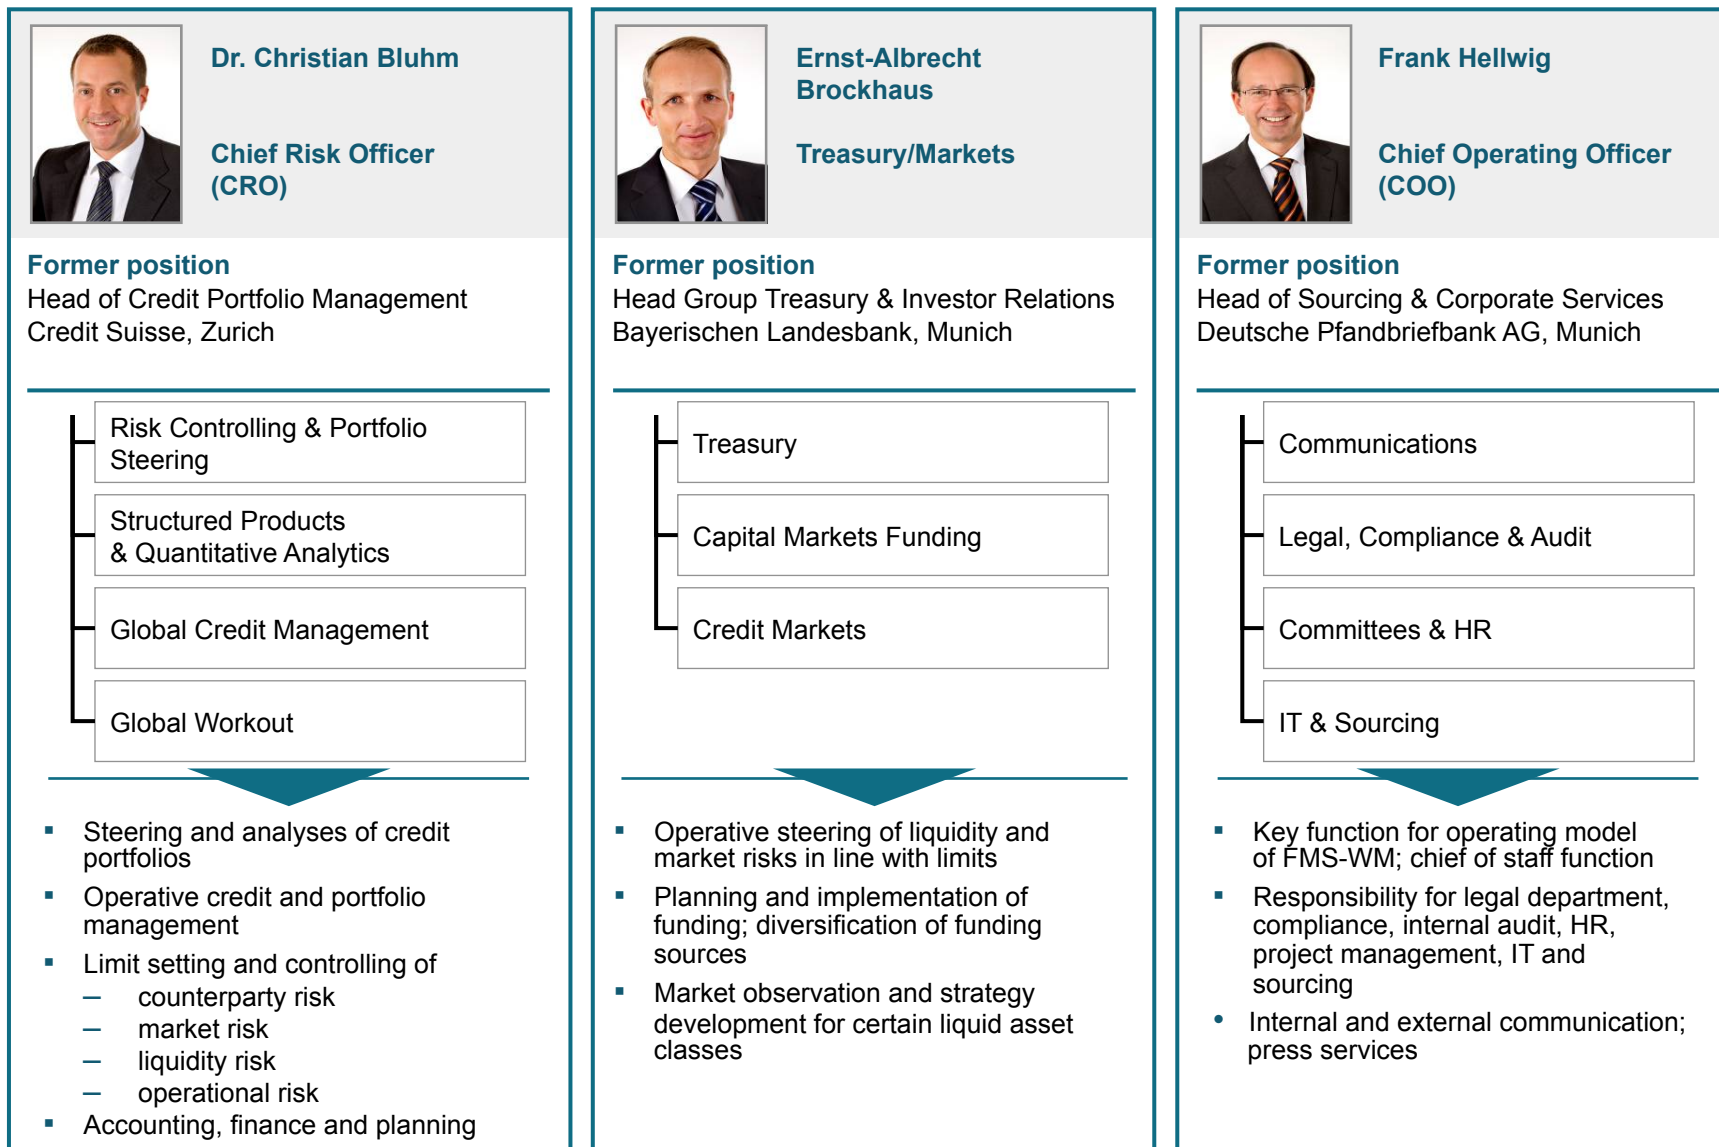 Dr. Christian Bluhm
Chief Risk Officer
(CRO)
Former position
Head of Credit Portfolio Management
Credit Suisse, Zurich
Risk Controlling & Portfolio
Steering
Structured Products
& Quantitative Analytics
Global Credit Management
Global Workout
▪ Steering and analyses of credit
portfolios
▪ Operative credit and portfolio
management
▪ Limit setting and controlling of
– counterparty risk
– market risk
– liquidity risk
– operational risk
▪ Accounting, finance and planning
Ernst-Albrecht
Brockhaus
Treasury/Markets
Former position
Head Group Treasury & Investor Relations
Bayerischen Landesbank, Munich
Treasury
Capital Markets Funding
Credit Markets
▪ Operative steering of liquidity and
market risks in line with limits
▪ Planning and implementation of
funding; diversification of funding
sources
▪ Market observation and strategy
development for certain liquid asset
classes
Frank Hellwig
Chief Operating Officer
(COO)
Former position
Head of Sourcing & Corporate Services
Deutsche Pfandbriefbank AG, Munich
Communications
Legal, Compliance & Audit
Committees & HR
IT & Sourcing
▪ Key function for operating model
of FMS-WM; chief of staff function
▪ Responsibility for legal department,
compliance, internal audit, HR,
project management, IT and
sourcing
• Internal and external communication;
press services